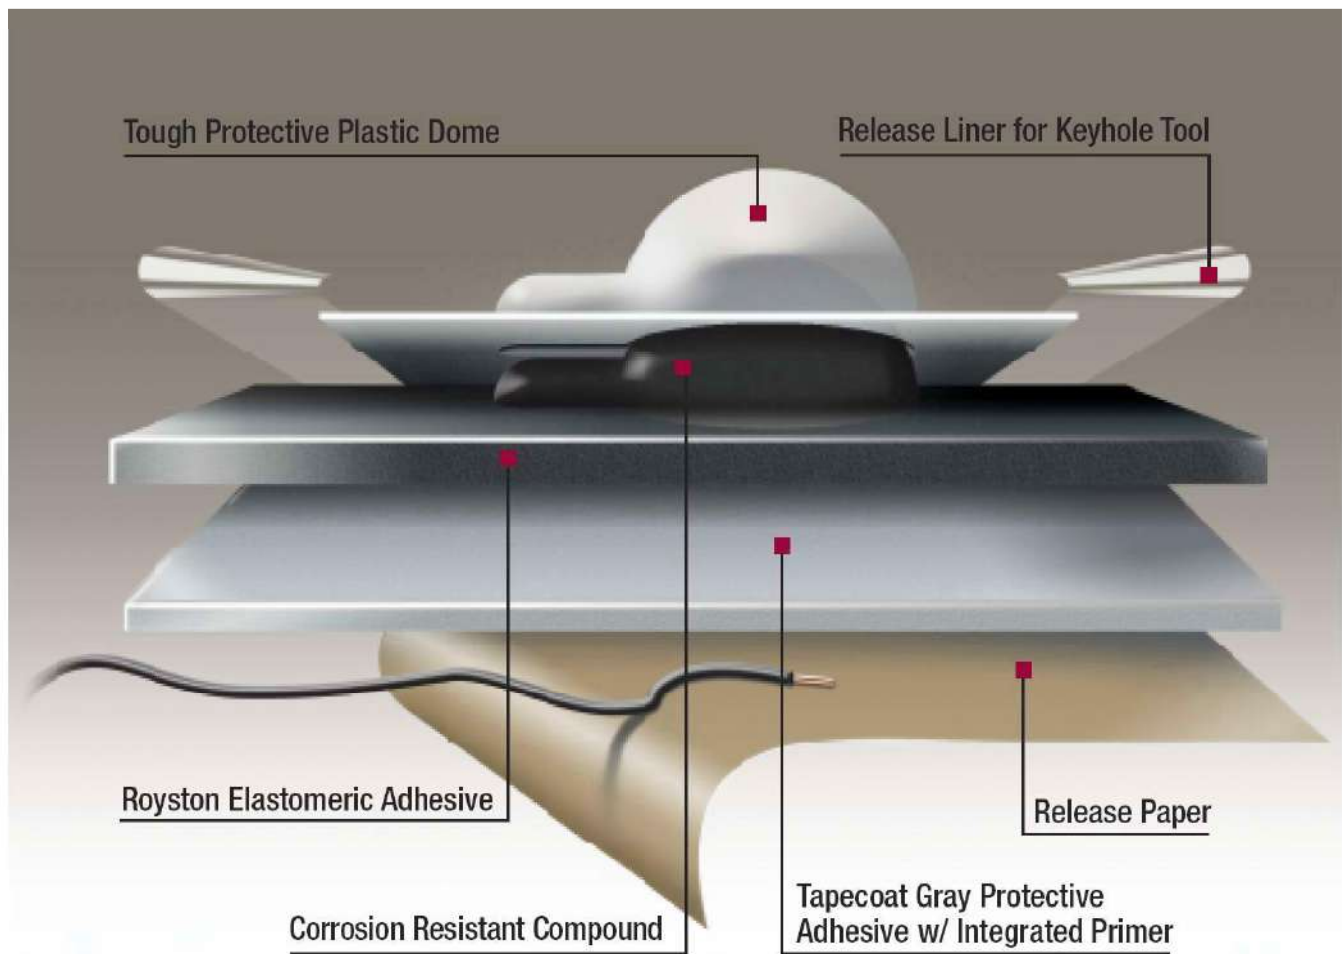 Tough Protective Plastic Dome
Release Liner for Keyhole Tool
Royston Elastomeric Adhesive
Release Paper
Corrosion Resistant Compound
Tapecoat Gray Protective
Adhesive w/ Integrated Primer